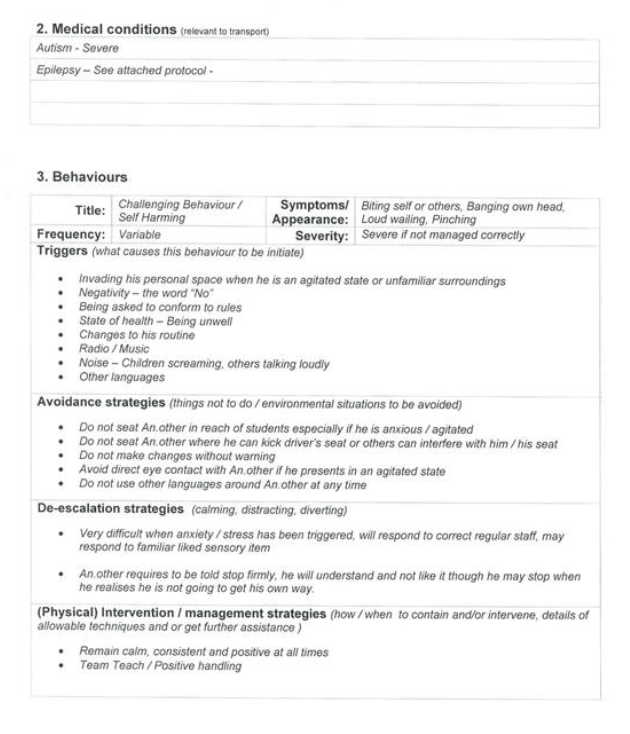 2. Medical conditions (relevant to transport)
Autism - Severe
Epilepsy – See attached protocol -
3. Behaviours
Title: Challenging Behaviour / Self Harming Symptoms/ Appearance: Biting self or others, Banging own head, Loud wailing, Pinching
Frequency: Variable Severity: Severe if not managed correctly
Triggers (what causes this behaviour to be initiate)
• Invading his personal space when he is an agitated state or unfamiliar surroundings
• Negativity – the word "No"
• Being asked to conform to rules
• State of health – Being unwell
• Changes to his routine
• Radio / Music
• Noise – Children screaming, others talking loudly
• Other languages
Avoidance strategies (things not to do / environmental situations to be avoided)
• Do not seat An.other in reach of students especially if he is anxious / agitated
• Do not seat An.other where he can kick driver's seat or others can interfere with him / his seat
• Do not make changes without warning
• Avoid direct eye contact with An.other if he presents in an agitated state
• Do not use other languages around An.other at any time
De-escalation strategies (calming, distracting, diverting)
• Very difficult when anxiety / stress has been triggered, will respond to correct regular staff, may
respond to familiar liked sensory item
• An.other requires to be told stop firmly, he will understand and not like it though he may stop when
he realises he is not going to get his own way.
(Physical) Intervention / management strategies (how / when to contain and/or intervene, details of
allowable techniques and or get further assistance )
• Remain calm, consistent and positive at all times
• Team Teach / Positive handling